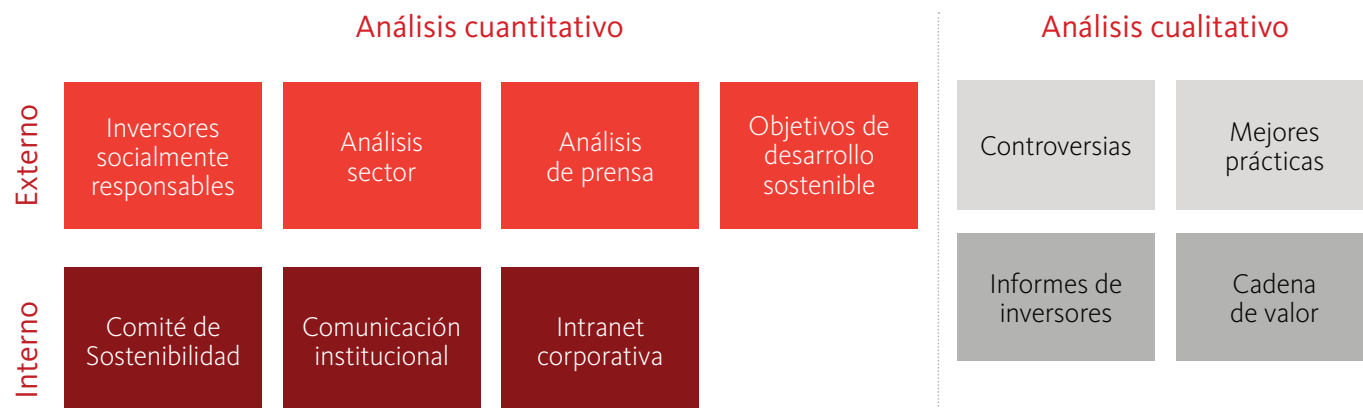 Análisis cuantitativo
Análisis cualitativo
Externo
Inversores
socialmente
responsables
Análisis
sector
Análisis
de prensa
Objetivos de
desarrollo
sostenible
Controversias
Mejores
prácticas
Interno
Comité de
Sostenibilidad
Comunicación
institucional
Intranet
corporativa
Informes de
inversores
Cadena
de valor